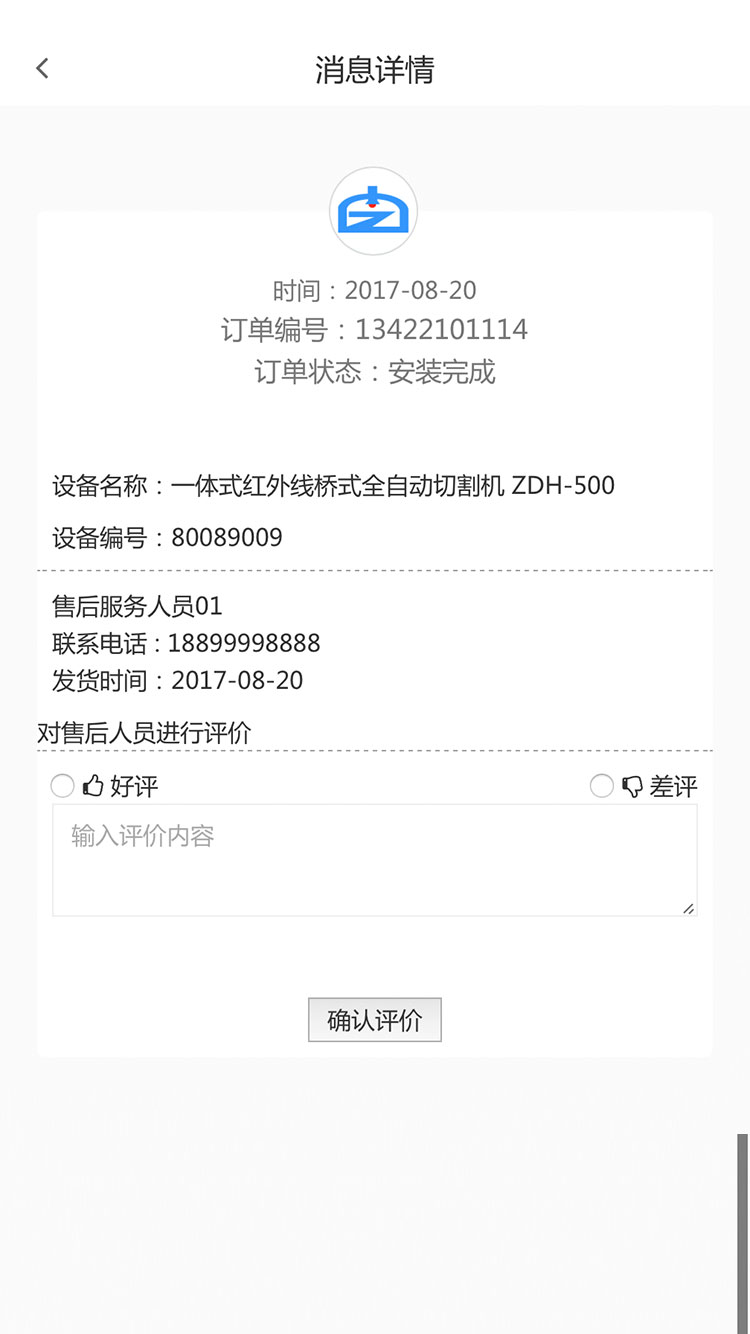 消息详情
时间：2017-08-20
订单编号：13422101114
订单状态：安装完成
设备名称：一体式红外线桥式全自动切割机 ZDH-500
设备编号：80089009
售后服务人员01
联系电话：18899998888
发货时间：2017-08-20
对售后人员进行评价
好评 差评
输入评价内容
确认评价